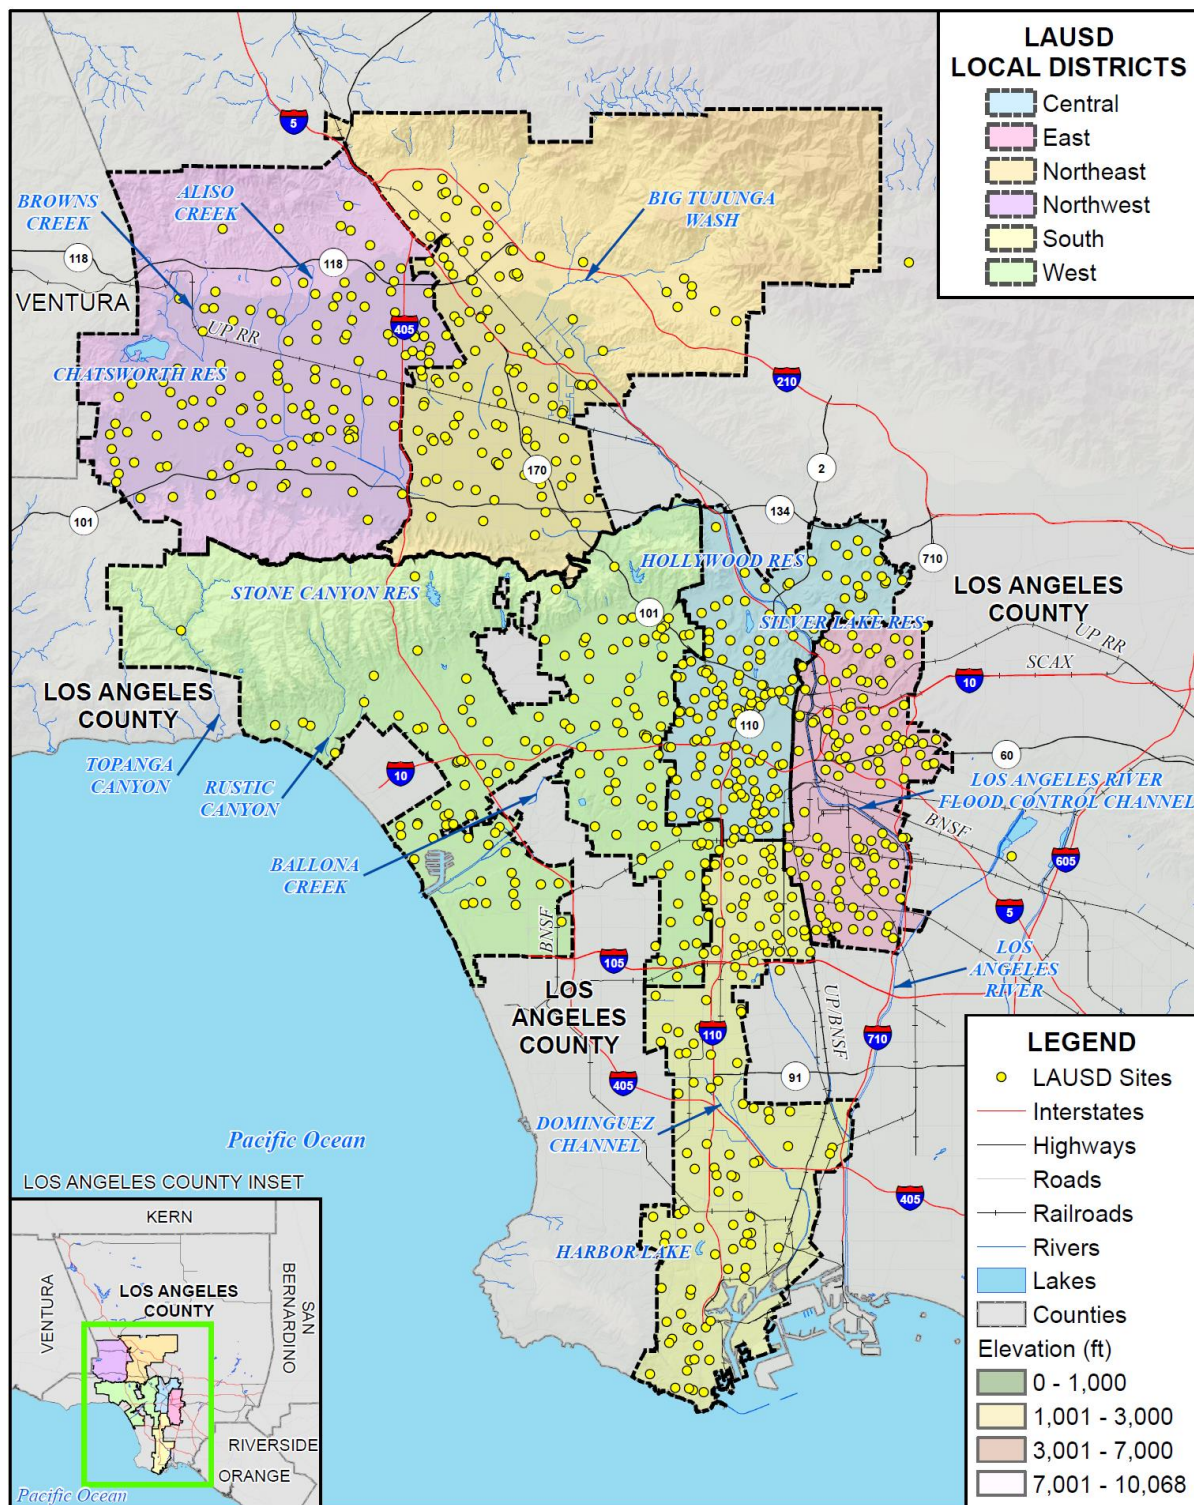 LAUSD
LOCAL DISTRICTS
Central
East
Northeast
Northwest
South
West
5
BROWNS
CREEK
ALISO
CREEK
BIG TUJUNGA
WASH
118
118
VENTURA
405
UP RR
CHATSWORTH RES
210
2
170
101
134
710
HOLLYWOOD RES
STONE CANYON RES
101
LOS ANGELES
COUNTY
SILVER LAKE RES
UP RR
SCAX
10
LOS ANGELES
COUNTY
110
60
TOPANGA
CANYON
RUSTIC
CANYON
10
LOS ANGELES RIVER
FLOOD CONTROL CHANNEL
BNSF
BALLONA
CREEK
605
5
BNSF
105
LOS
ANGELES
RIVER
LOS
ANGELES
COUNTY
UP/BNSF
110
710
405
91
DOMINGUEZ
CHANNEL
Pacific Ocean
405
HARBOR LAKE
LEGEND
LAUSD Sites
Interstates
Highways
Roads
Railroads
Rivers
Lakes
Counties
Elevation (ft)
0 - 1,000
1,001 - 3,000
3,001 - 7,000
7,001 - 10,068
LOS ANGELES COUNTY INSET
KERN
VENTURA
LOS ANGELES
COUNTY
SAN
BERNARDINO
RIVERSIDE
ORANGE
Pacific Ocean